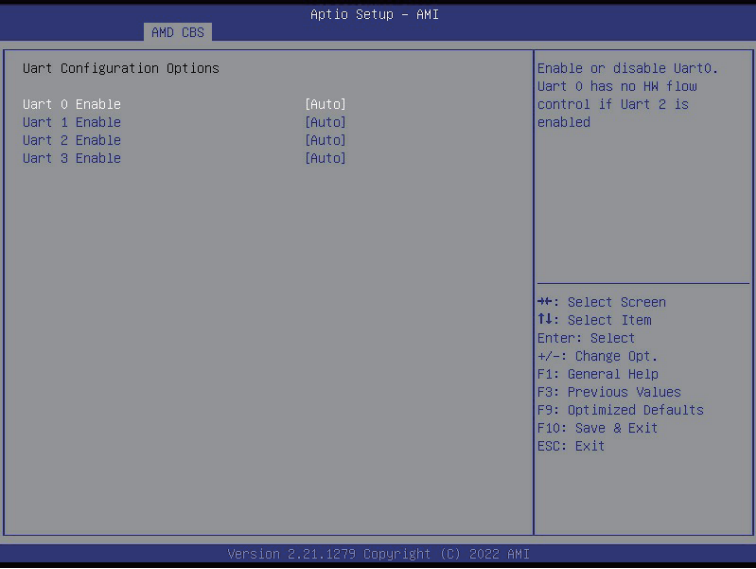 Aptio Setup – AMI
AMD CBS
Uart Configuration Options
Uart 0 Enable [Auto]
Uart 1 Enable [Auto]
Uart 2 Enable [Auto]
Uart 3 Enable [Auto]
Enable or disable Uart0.
Uart 0 has no HW flow
control if Uart 2 is
enabled
→←: Select Screen
↑↓: Select Item
Enter: Select
+/-: Change Opt.
F1: General Help
F3: Previous Values
F9: Optimized Defaults
F10: Save & Exit
ESC: Exit
Version 2.21.1279 Copyright (C) 2022 AMI